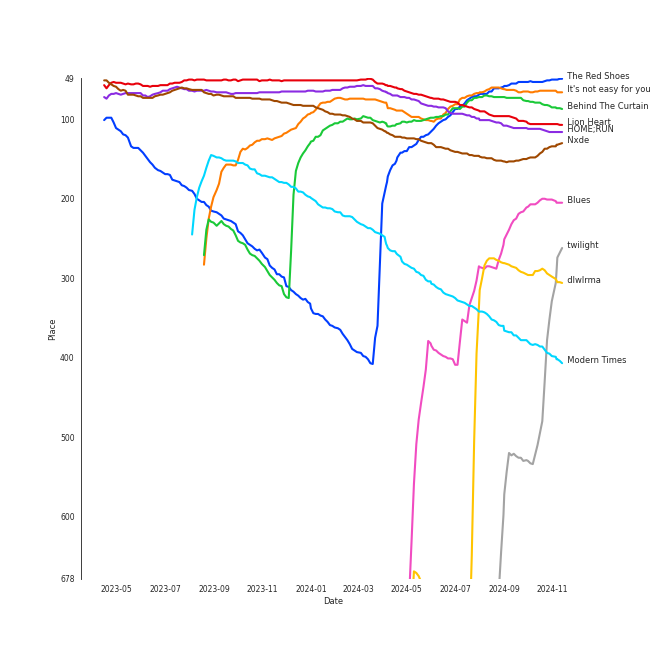 49
100
200
300
400
500
600
678
Place
2023-05
2023-07
2023-09
2023-11
2024-01
2024-03
2024-05
2024-07
2024-09
2024-11
Date
The Red Shoes
It's not easy for you
Behind The Curtain
Lion Heart
HOME;RUN
Nxde
Blues
twilight
dlwlrma
Modern Times